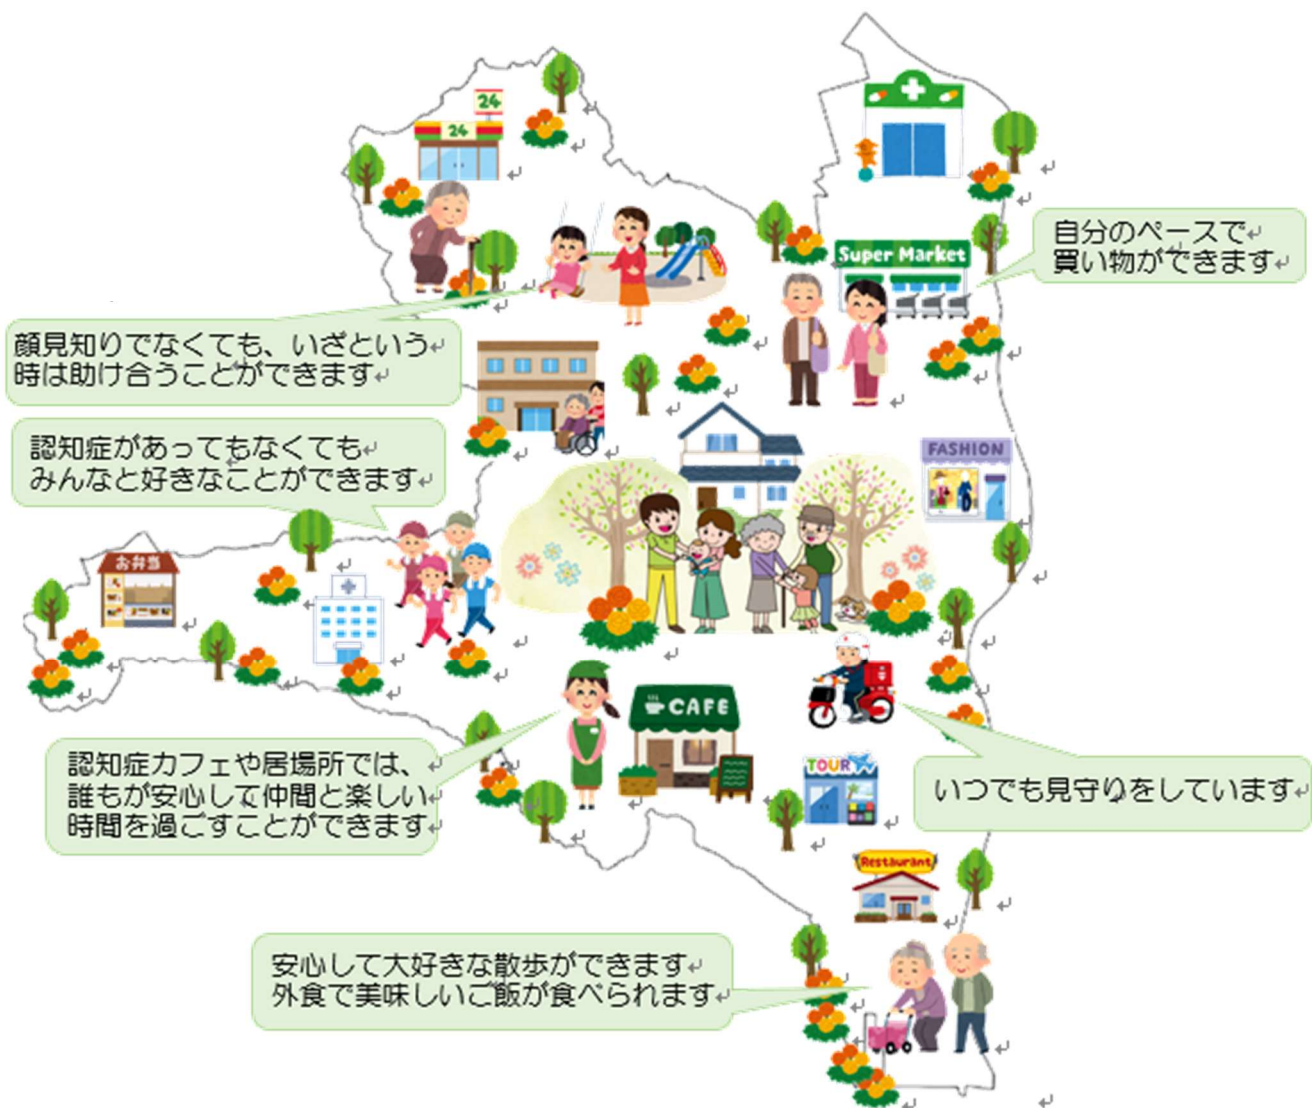 24
24
Super Market
自分のペースで
買い物ができます
顔見知りでなくても、いざという
時は助け合うことができます
認知症があってもなくても
みんなと好きなことができます
FASHION
お弁当
CAFE
認知症カフェや居場所では、
誰もが安心して仲間と楽しい
時間を過ごすことができます
TOUR
いつでも見守りをしています
Restaurant
安心して大好きな散歩ができます
外食で美味しいご飯が食べられます